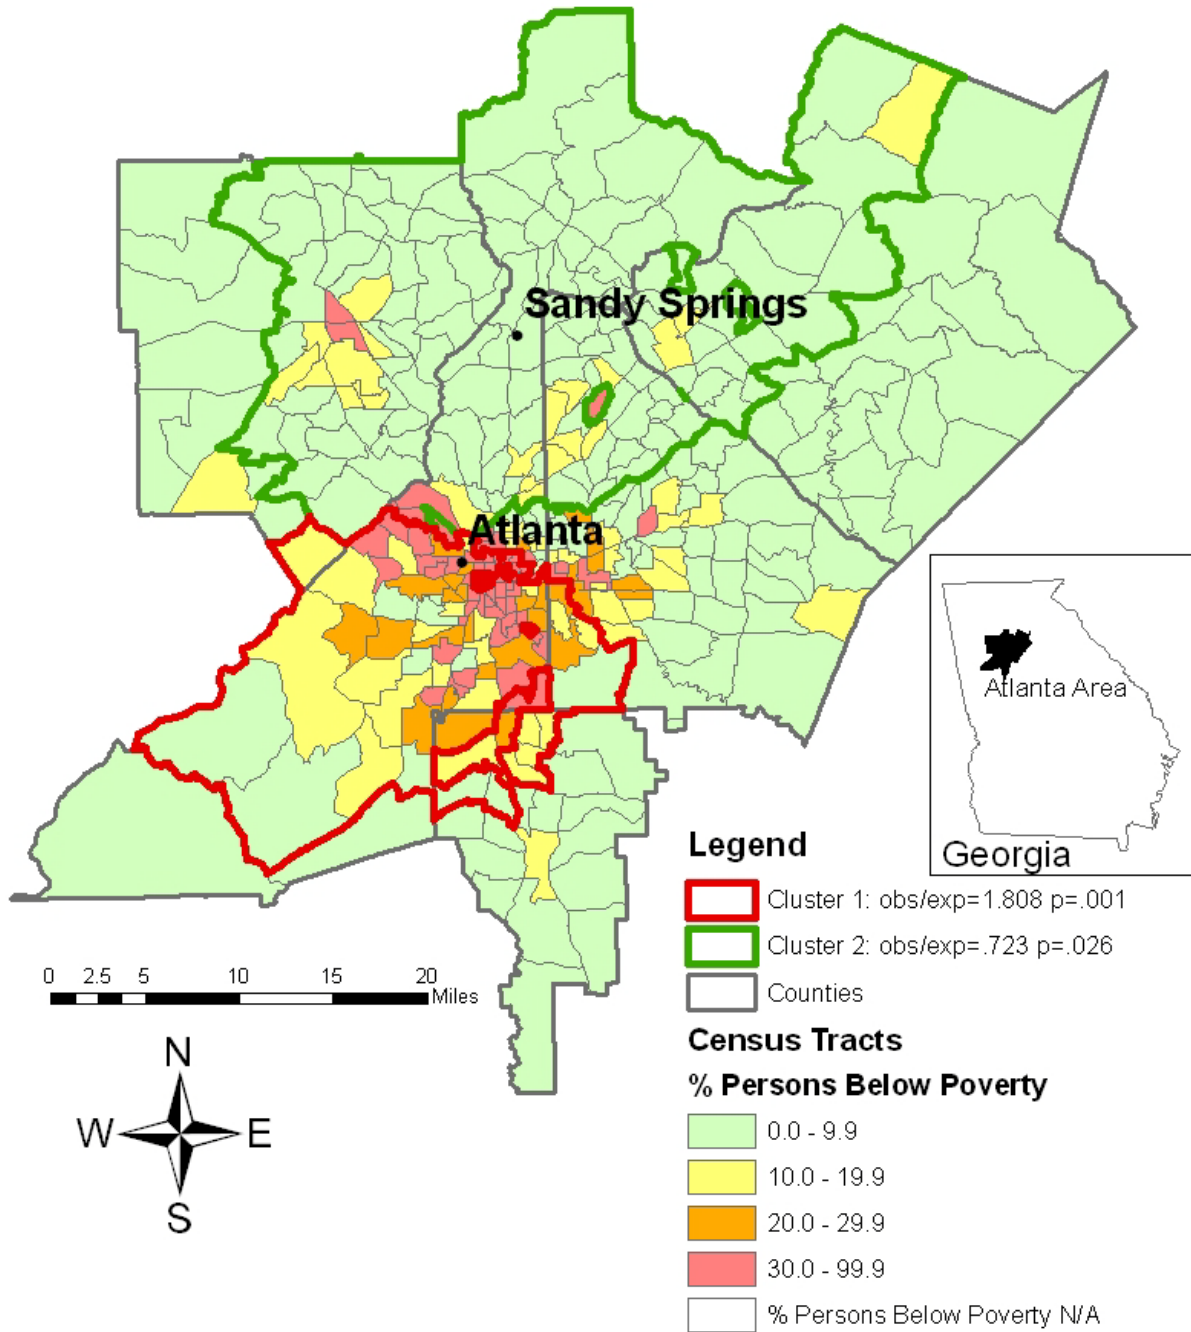 Sandy Springs
Atlanta
Atlanta Area
Georgia
Legend
Cluster 1: obs/exp=1.808 p=.001
Cluster 2: obs/exp=.723 p=.026
Counties
Census Tracts
% Persons Below Poverty
0.0 - 9.9
10.0 - 19.9
20.0 - 29.9
30.0 - 99.9
% Persons Below Poverty N/A
0 2.5 5 10 15 20
Miles
N
W E
S